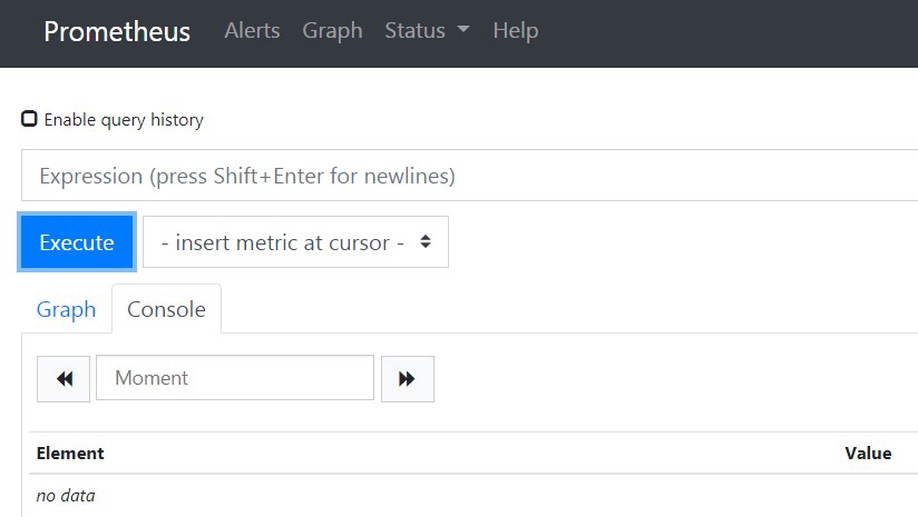 Prometheus Alerts Graph Status Help
Enable query history
Expression (press Shift+Enter for newlines)
Execute - insert metric at cursor -
Graph Console
Moment
Element Value
no data